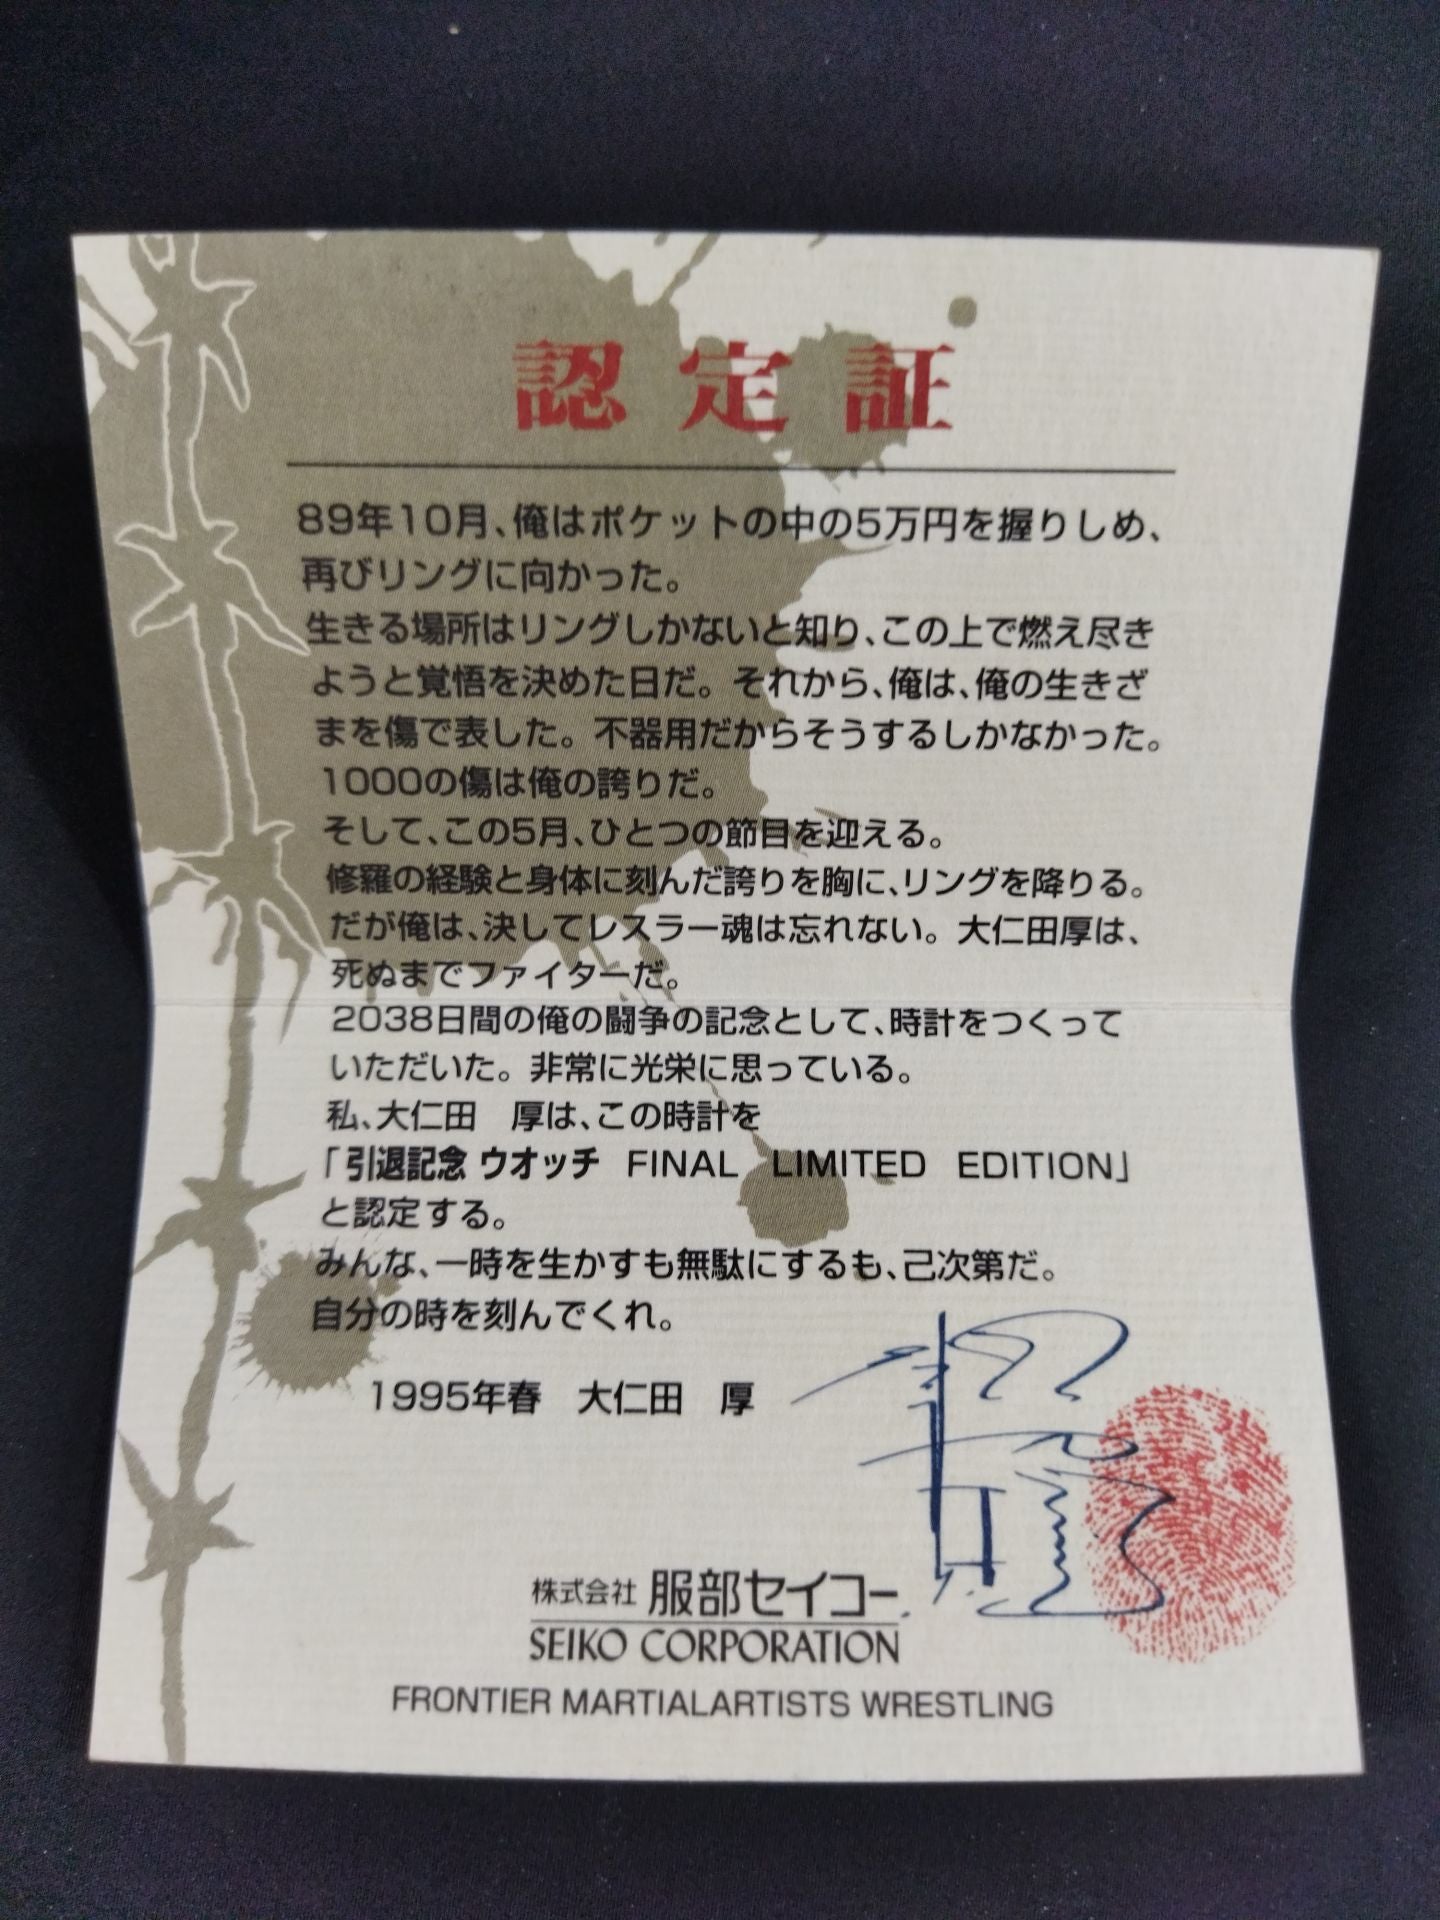 認定証
89年10月、俺はポケットの中の5万円を握りしめ、
再びリングに向かった。
生きる場所はリングしかないと知り、この上で燃え尽き
ようと覚悟を決めた日だ。それから、俺は、俺の生きざ
まを傷で表した。不器用だからそうするしかなかった。
1000の傷は俺の誇りだ。
そして、この5月、ひとつの節目を迎える。
修羅の経験と身体に刻んだ誇りを胸に、リングを降りる。
だが俺は、決してレスラー魂は忘れない。大仁田厚は、
死ぬまでファイターだ。
2038日間の俺の闘争の記念として、時計をつくって
いただいた。非常に光栄に思っている。
私、大仁田　厚は、この時計を
「引退記念 ウオッチ　FINAL　LIMITED　EDITION」
と認定する。
みんな、一時を生かすも無駄にするも、己次第だ。
自分の時を刻んでくれ。
1995年春　大仁田　厚
株式会社 服部セイコー
SEIKO CORPORATION
FRONTIER MARTIALARTISTS WRESTLING